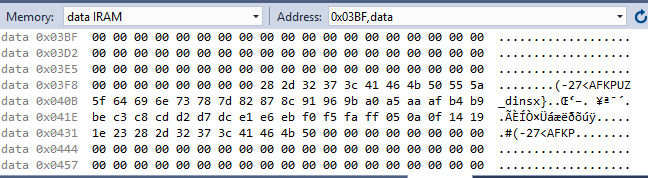 Memory: data IRAM Address: 0x03BF,data
data 0x03BF 00 00 00 00 00 00 00 00 00 00 00 00 00 00 00 00 00 00 00 ...................
data 0x03D2 00 00 00 00 00 00 00 00 00 00 00 00 00 00 00 00 00 00 00 ...................
data 0x03E5 00 00 00 00 00 00 00 00 00 00 00 00 00 00 00 00 00 00 00 ...................
data 0x03F8 00 00 00 00 00 00 00 00 28 2d 32 37 3c 41 46 4b 50 55 5a ........(-27<AFKPUZ
data 0x040B 5f 64 69 6e 73 78 7d 82 87 8c 91 96 9b a0 a5 aa af b4 b9 _dinsx}..Œ‘–. ¥ª¯´.
data 0x041E be c3 c8 cd d2 d7 dc e1 e6 eb f0 f5 fa ff 05 0a 0f 14 19 .ÃÈÍÒ×Üáæëðõúÿ.....
data 0x0431 1e 23 28 2d 32 37 3c 41 46 4b 50 00 00 00 00 00 00 00 00 .#(-27<AFKP........
data 0x0444 00 00 00 00 00 00 00 00 00 00 00 00 00 00 00 00 00 00 00 ...................
data 0x0457 00 00 00 00 00 00 00 00 00 00 00 00 00 00 00 00 00 00 00 ...................